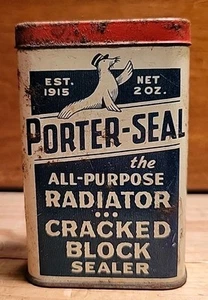 EST. 1915
NET 2 OZ.
PORTER-SEAL
the
ALL-PURPOSE
RADIATOR
•••
CRACKED
BLOCK
SEALER